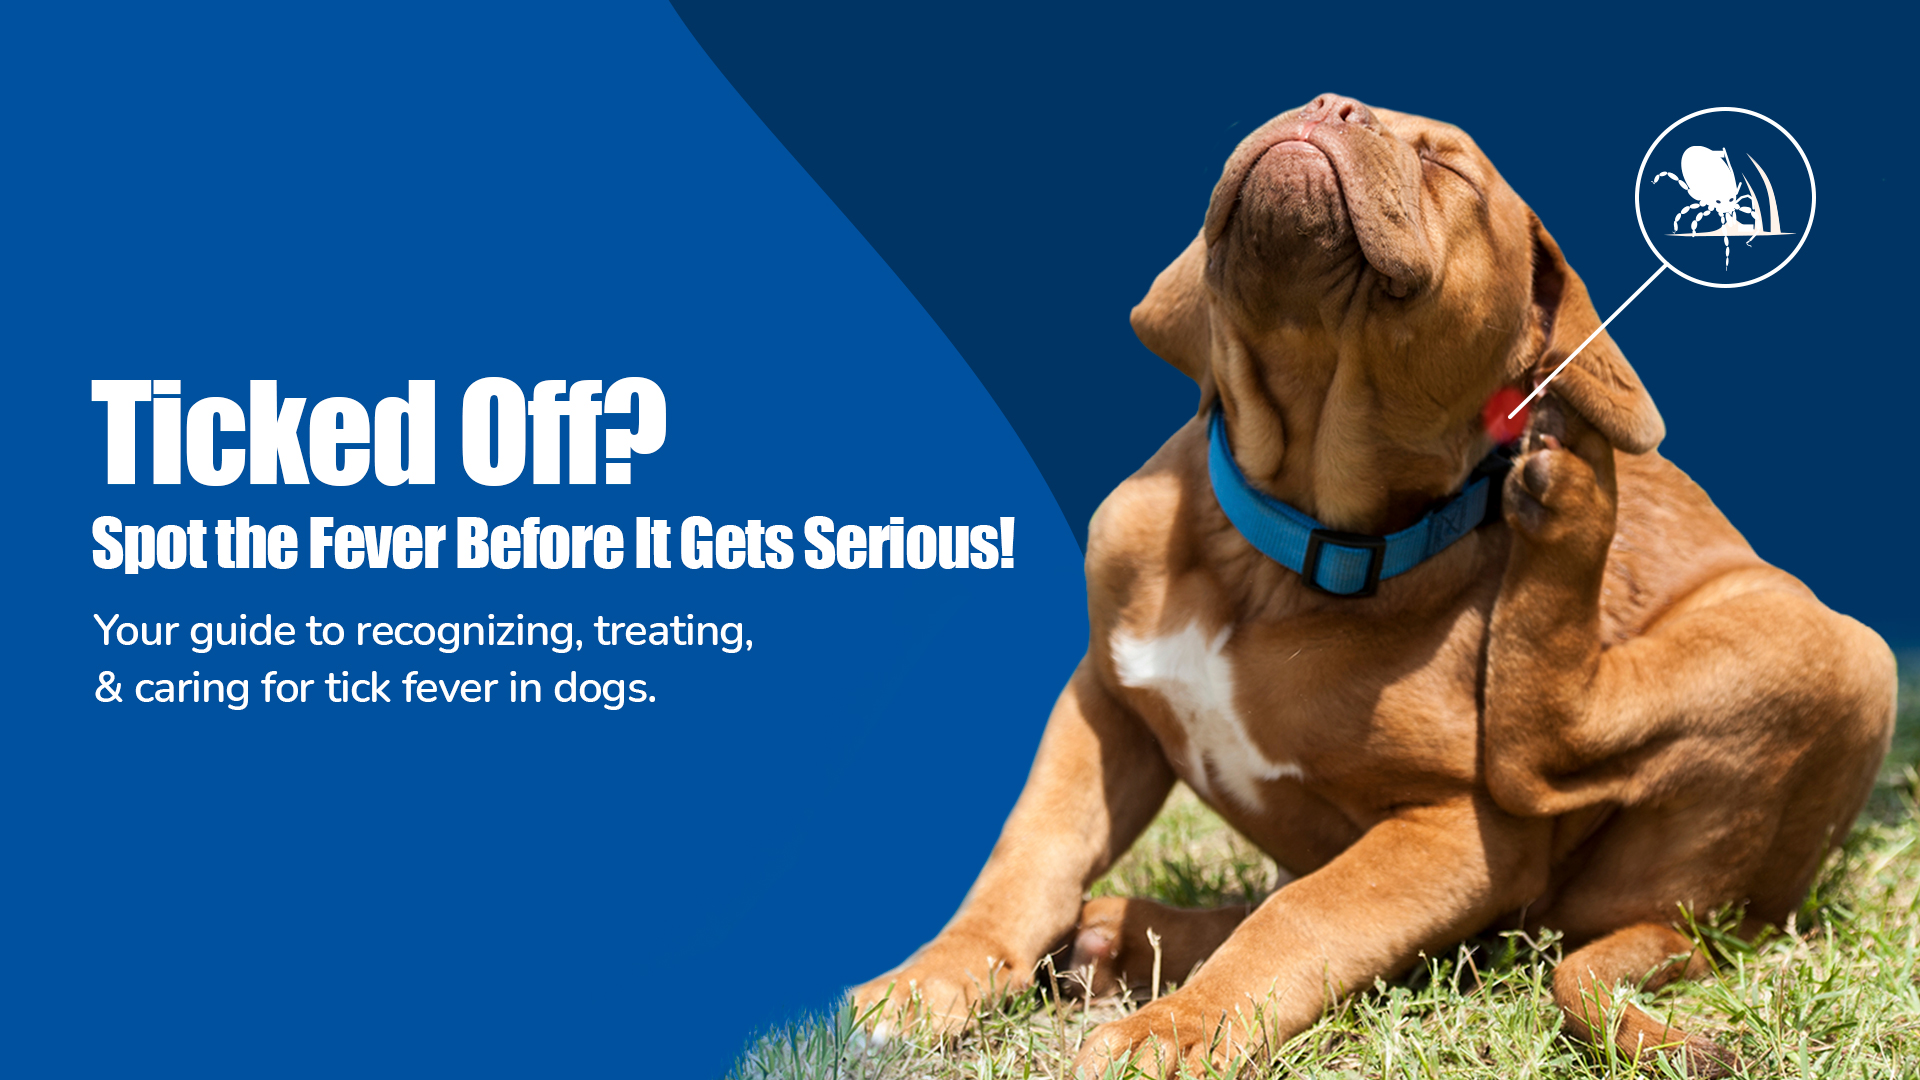 Ticked Off?
Spot the Fever Before It Gets Serious!
Your guide to recognizing, treating,
& caring for tick fever in dogs.